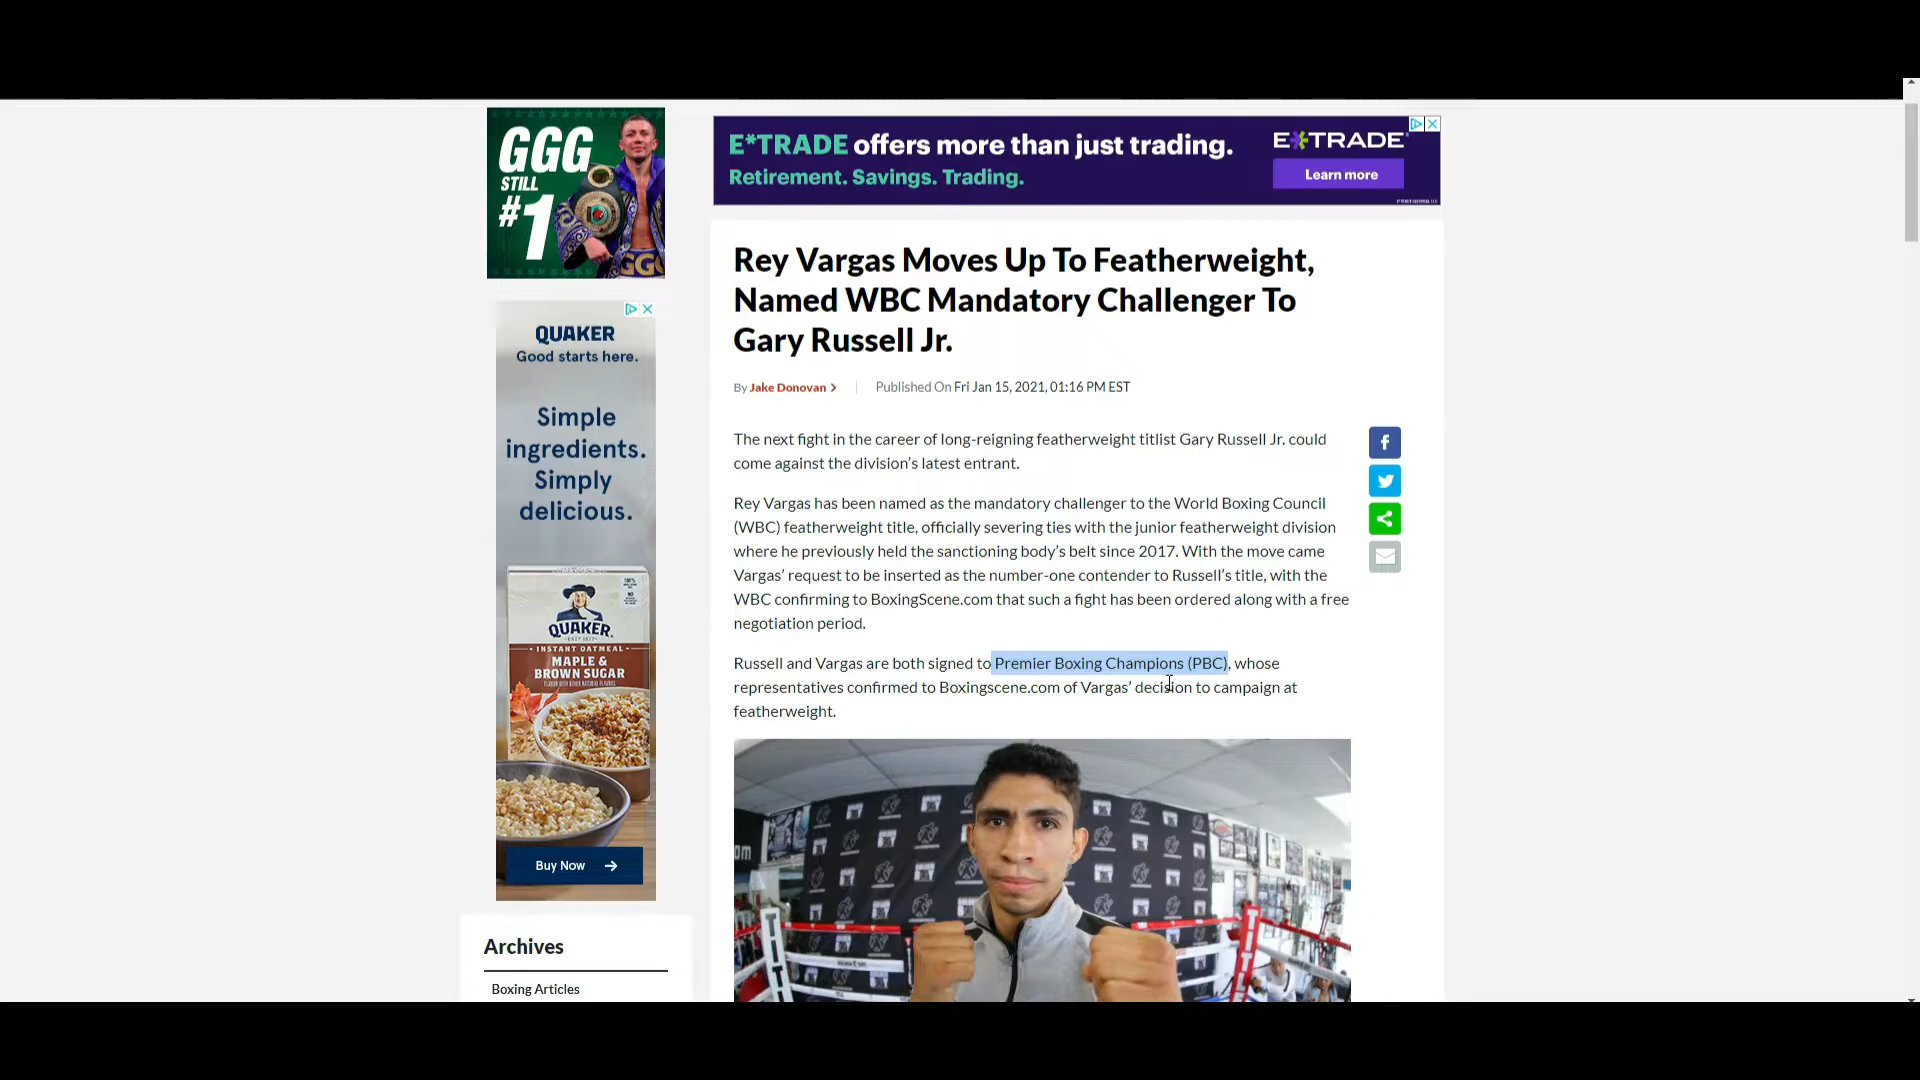 GGG
STILL
#1
GGG
E*TRADE offers more than just trading.
Retirement. Savings. Trading.
E*TRADE
Learn more
QUAKER
Good starts here.
Simple
ingredients.
Simply
delicious.
QUAKER
INSTANT OATMEAL
MAPLE &
BROWN SUGAR
Buy Now
Archives
Boxing Articles
Rey Vargas Moves Up To Featherweight,
Named WBC Mandatory Challenger To
Gary Russell Jr.
By Jake Donovan
Published On Fri Jan 15, 2021, 01:16 PM EST
The next fight in the career of long-reigning featherweight titlist Gary Russell Jr. could
come against the division’s latest entrant.
Rey Vargas has been named as the mandatory challenger to the World Boxing Council
(WBC) featherweight title, officially severing ties with the junior featherweight division
where he previously held the sanctioning body’s belt since 2017. With the move came
Vargas’ request to be inserted as the number-one contender to Russell’s title, with the
WBC confirming to BoxingScene.com that such a fight has been ordered along with a free
negotiation period.
Russell and Vargas are both signed to Premier Boxing Champions (PBC), whose
representatives confirmed to Boxingscene.com of Vargas’ decision to campaign at
featherweight.